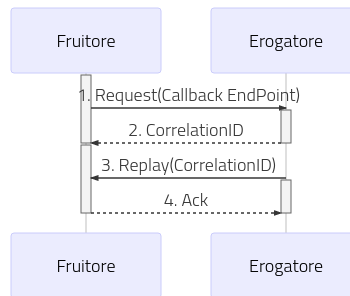 Fruitore Erogatore
1. Request(Callback EndPoint)
2. CorrelationID
3. Replay(CorrelationID)
4. Ack
Fruitore Erogatore